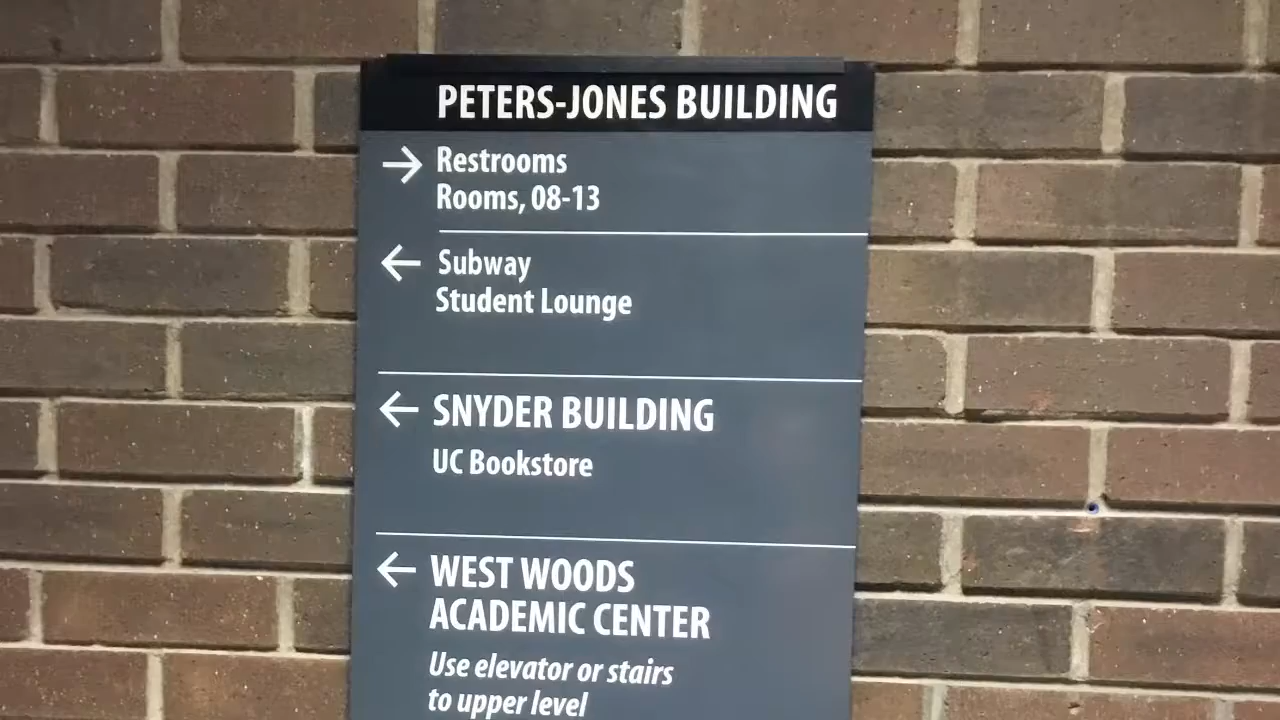 PETERS-JONES BUILDING
Restrooms
Rooms, 08-13
Subway
Student Lounge
SNYDER BUILDING
UC Bookstore
WEST WOODS
ACADEMIC CENTER
Use elevator or stairs
to upper level